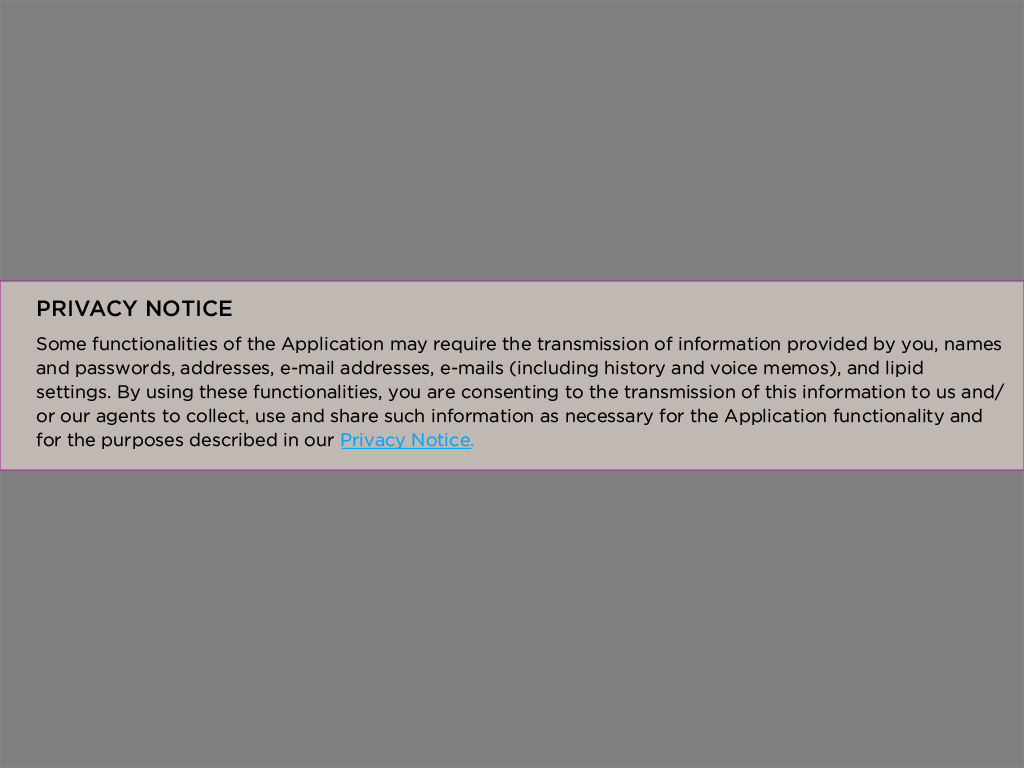 PRIVACY NOTICE
Some functionalities of the Application may require the transmission of information provided by you, names
and passwords, addresses, e-mail addresses, e-mails (including history and voice memos), and lipid
settings. By using these functionalities, you are consenting to the transmission of this information to us and/
or our agents to collect, use and share such information as necessary for the Application functionality and
for the purposes described in our Privacy Notice.